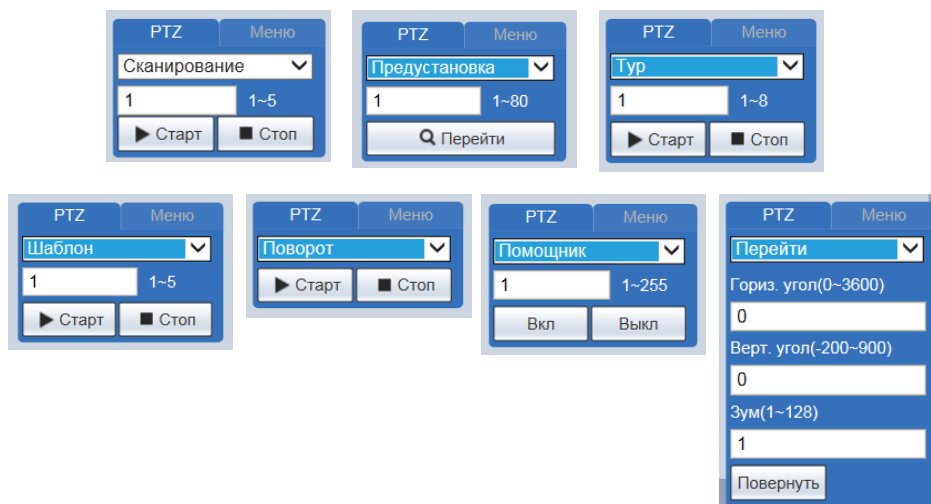 PTZ Меню
Сканирование
1 1~5
Старт Стоп
PTZ Меню
Предустановка
1 1~80
Перейти
PTZ Меню
Тур
1 1~8
Старт Стоп
PTZ Меню
Шаблон
1 1~5
Старт Стоп
PTZ Меню
Поворот
Старт Стоп
PTZ Меню
Помощник
1 1~255
Вкл Выкл
PTZ Меню
Перейти
Гориз. угол(0~3600)
0
Верт. угол(-200~900)
0
Зум(1~128)
1
Повернуть